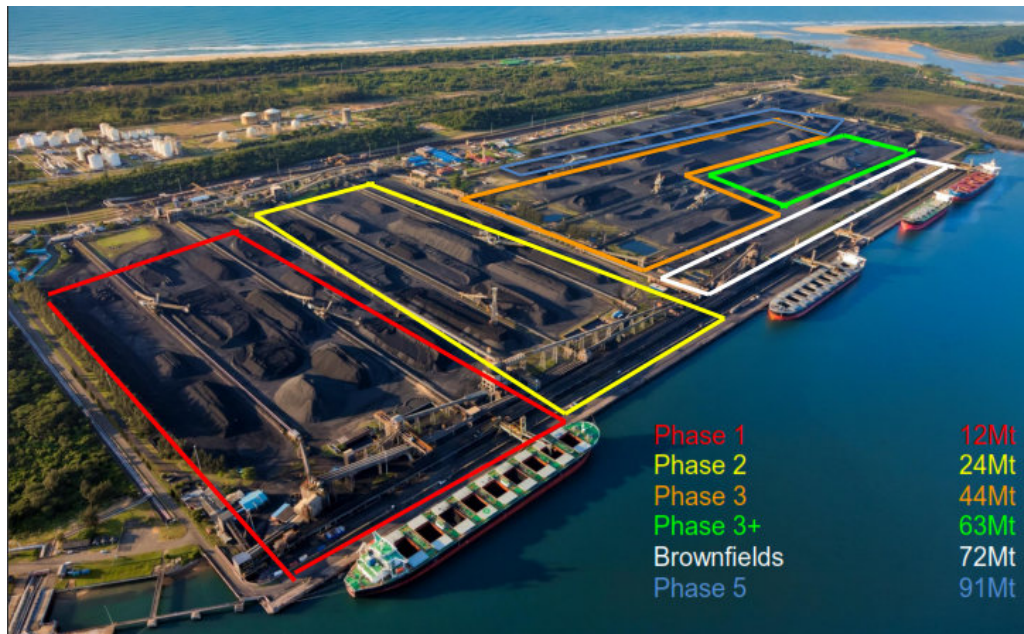 Phase 1 12Mt
Phase 2 24Mt
Phase 3 44Mt
Phase 3+ 63Mt
Brownfields 72Mt
Phase 5 91Mt